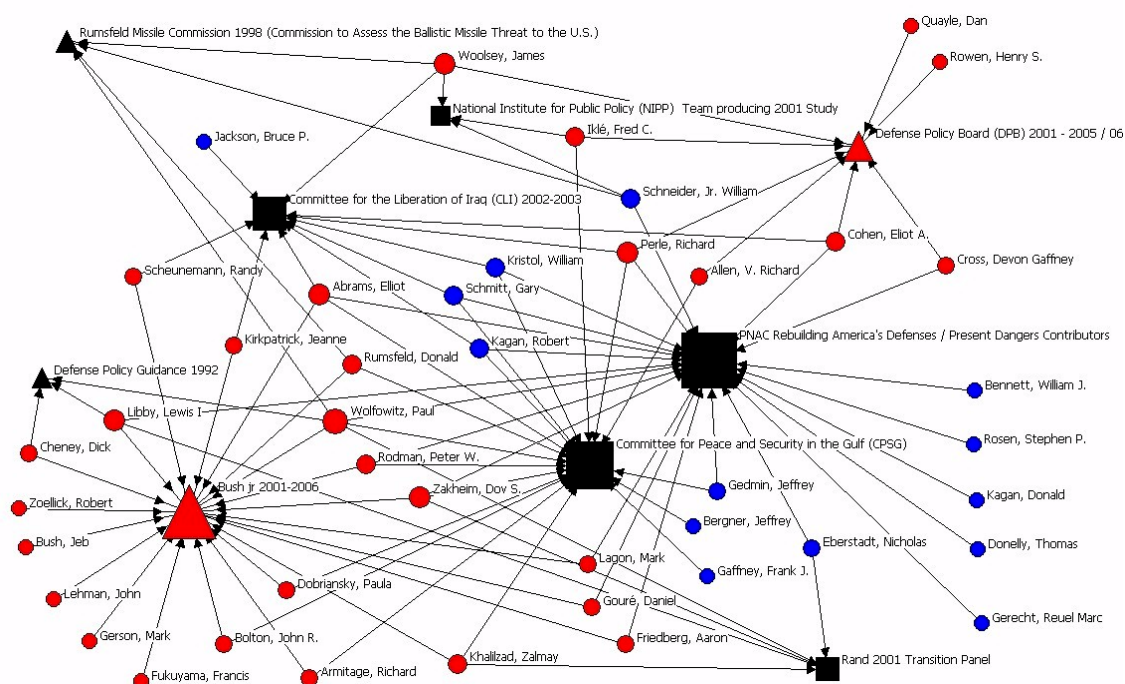 Quayle, Dan
Rumsfeld Missile Commission 1998 (Commission to Assess the Ballistic Missile Threat to the U.S.)
Woolsey, James
Rowen, Henry S.
National Institute for Public Policy (NIPP) Team producing 2001 Study
Iklé, Fred C.
Defense Policy Board (DPB) 2001 - 2005 / 06
Jackson, Bruce P.
Schneider, Jr. William
Committee for the Liberation of Iraq (CLI) 2002-2003
Cohen, Eliot A.
Perle, Richard
Kristol, William
Cross, Devon Gaffney
Scheunemann, Randy
Allen, V. Richard
Abrams, Elliot
Schmitt, Gary
PNAC Rebuilding America's Defenses / Present Dangers Contributors
Kirkpatrick, Jeanne
Kagan, Robert
Rumsfeld, Donald
Defense Policy Guidance 1992
Bennett, William J.
Libby, Lewis I
Wolfowitz, Paul
Rosen, Stephen P.
Cheney, Dick
Committee for Peace and Security in the Gulf (CPSG)
Rodman, Peter W.
Bush jr 2001-2006
Zakheim, Dov S.
Gedmin, Jeffrey
Kagan, Donald
Zoellick, Robert
Bergner, Jeffrey
Bush, Jeb
Eberstadt, Nicholas
Donelly, Thomas
Lagon, Mark
Gaffney, Frank J.
Dobriansky, Paula
Lehman, John
Gouré, Daniel
Gerecht, Reuel Marc
Gerson, Mark
Bolton, John R.
Friedberg, Aaron
Khalilzad, Zalmay
Rand 2001 Transition Panel
Armitage, Richard
Fukuyama, Francis